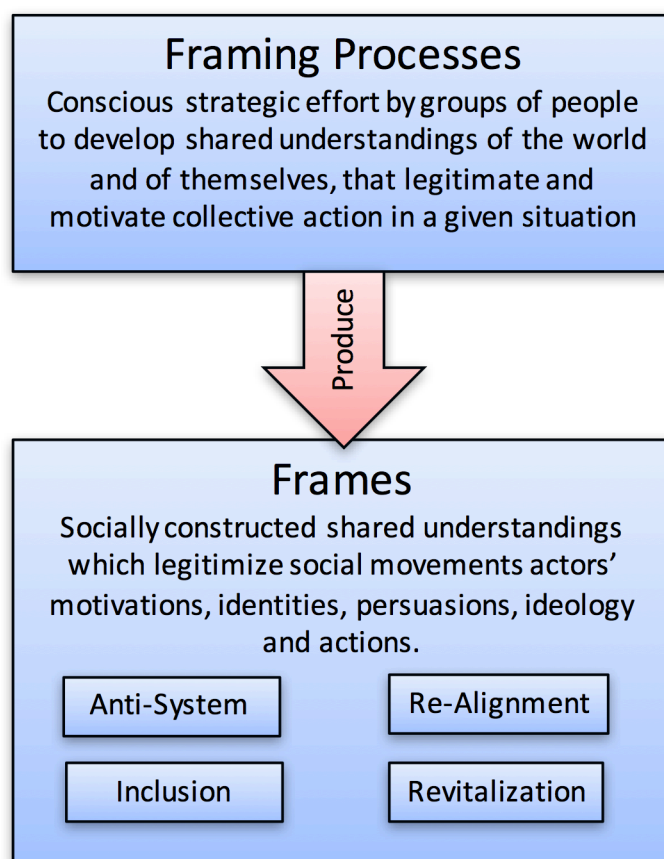 Framing Processes
Conscious strategic effort by groups of people
to develop shared understandings of the world
and of themselves, that legitimate and
motivate collective action in a given situation
Produce
Frames
Socially constructed shared understandings
which legitimize social movements actors’
motivations, identities, persuasions, ideology
and actions.
Anti-System
Re-Alignment
Inclusion
Revitalization